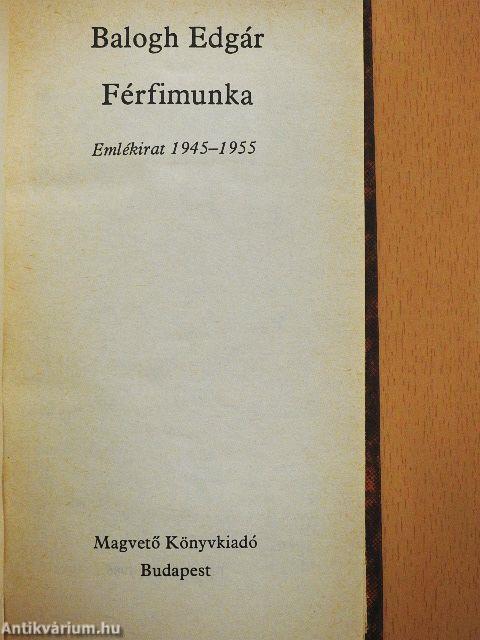 Balogh Edgár
Férfimunka
Emlékirat 1945–1955
Magvető Könyvkiadó
Budapest
Antikvárium.hu